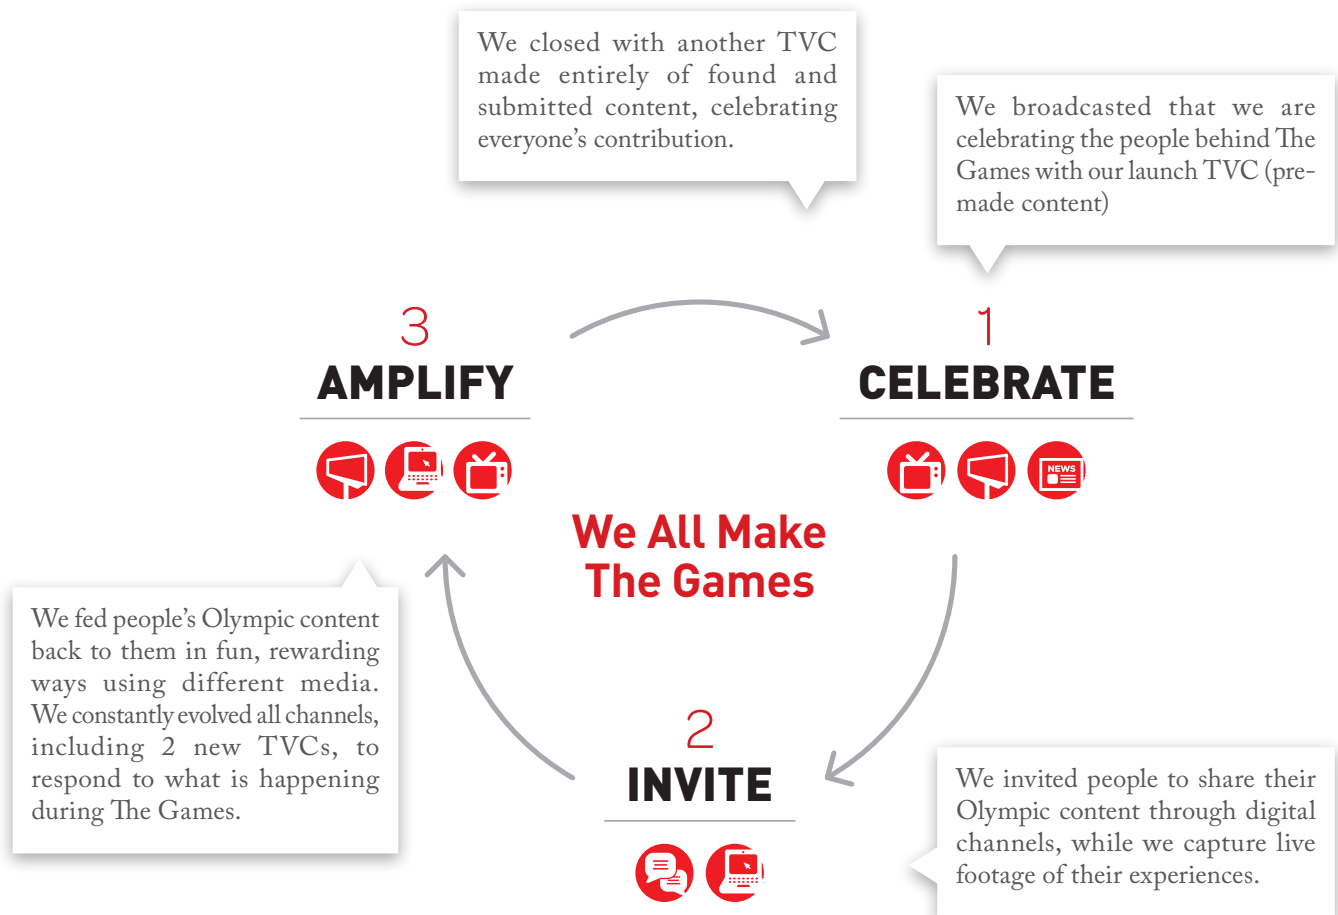 We closed with another TVC
made entirely of found and
submitted content, celebrating
everyone’s contribution.
We broadcasted that we are
celebrating the people behind The
Games with our launch TVC (pre-
made content)
3
AMPLIFY
1
CELEBRATE
NEWS
We All Make
The Games
We fed people’s Olympic content
back to them in fun, rewarding
ways using different media.
We constantly evolved all channels,
including 2 new TVCs, to
respond to what is happening
during The Games.
2
INVITE
We invited people to share their
Olympic content through digital
channels, while we capture live
footage of their experiences.